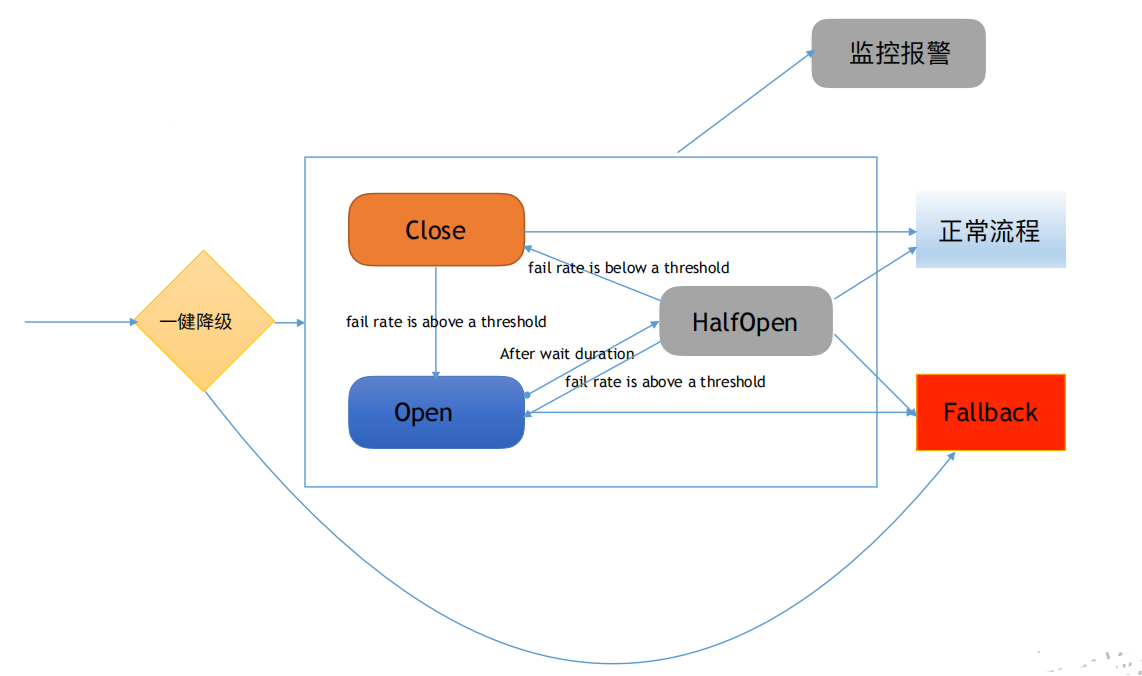 监控报警
Close
正常流程
fail rate is below a threshold
一健降级
fail rate is above a threshold
HalfOpen
After wait duration
fail rate is above a threshold
Open
Fallback